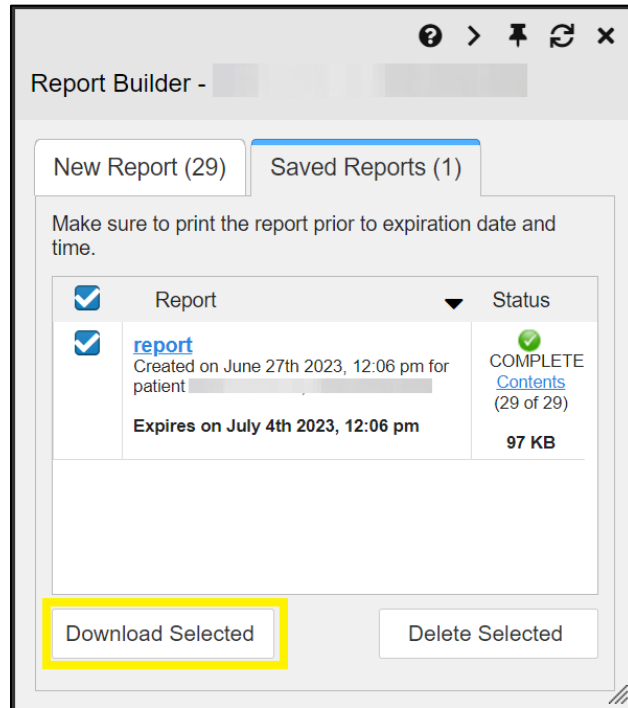 Report Builder -
New Report (29) Saved Reports (1)
Make sure to print the report prior to expiration date and
time.
Report Status
report
Created on June 27th 2023, 12:06 pm for
patient
Expires on July 4th 2023, 12:06 pm
COMPLETE
Contents
(29 of 29)
97 KB
Download Selected Delete Selected